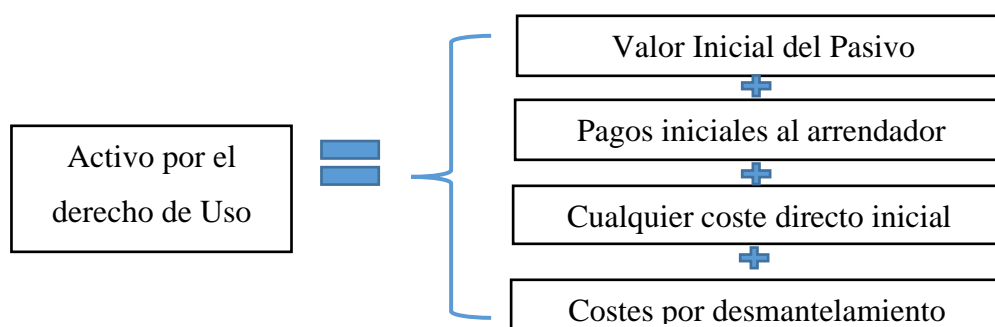 Valor Inicial del Pasivo
Pagos iniciales al arrendador
Activo por el
derecho de Uso
Cualquier coste directo inicial
Costes por desmantelamiento